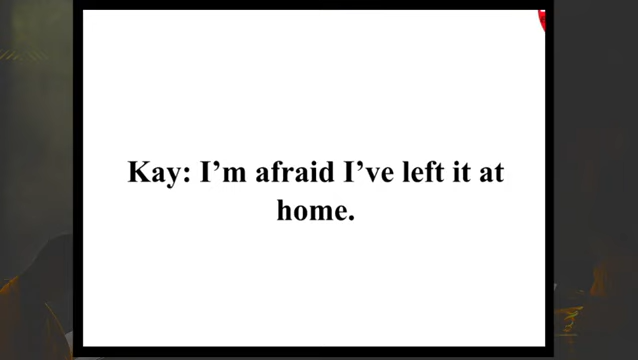 Kay: I’m afraid I’ve left it at
home.